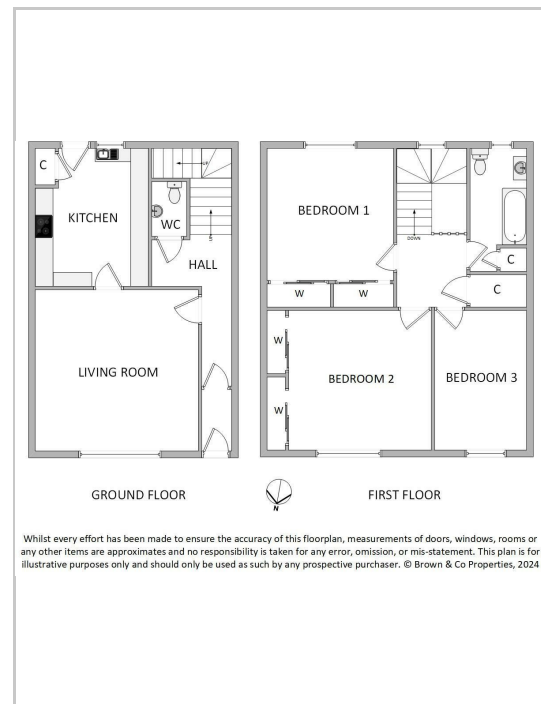 C
UP
KITCHEN
WC
UP
HALL
LIVING ROOM
BEDROOM 1
DOWN
C
W
W
C
W
BEDROOM 2
BEDROOM 3
W
GROUND FLOOR
N
FIRST FLOOR
Whilst every effort has been made to ensure the accuracy of this floorplan, measurements of doors, windows, rooms or
any other items are approximates and no responsibility is taken for any error, omission, or mis-statement. This plan is for
illustrative purposes only and should only be used as such by any prospective purchaser. © Brown & Co Properties, 2024